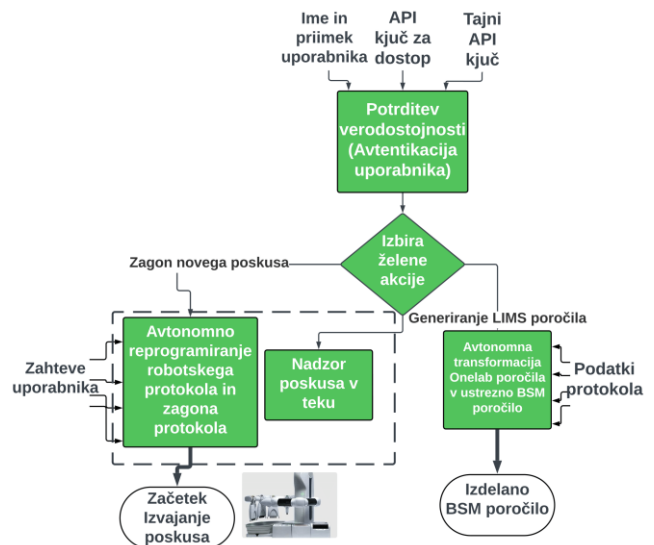 Ime in
priimek
uporabnika
API
kjuč za
dostop
Tajni
API
kjuč
Potrditev
verodostojnosti
(Avtentikacija
uporabnika)
Izbira
želene
akcije
Zagon novega poskusa
Generiranje LIMS poročila
Zahteve
uporabnika
Avtonomno
reprogramiranje
robotskega
protokola in
zagona
protokola
Nadzor
poskusa v
teku
Avtonomna
transformacija
Onelab poročila
v ustrezno BSM
poročilo
Podatki
protokola
Začetek
Izvajanje
poskusa
Izdelano
BSM poročilo